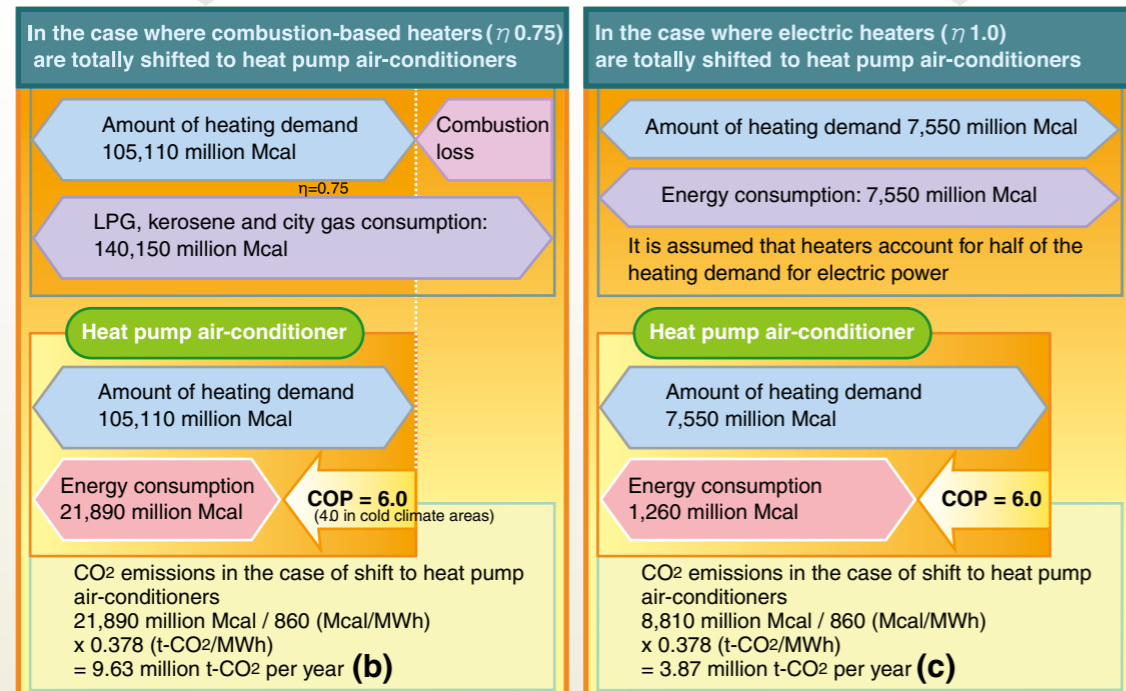 In the case where combustion-based heaters (η 0.75)
are totally shifted to heat pump air-conditioners
Amount of heating demand
105,110 million Mcal
Combustion
loss
η=0.75
LPG, kerosene and city gas consumption:
140,150 million Mcal
Heat pump air-conditioner
Amount of heating demand
105,110 million Mcal
Energy consumption
21,890 million Mcal
COP = 6.0
(4.0 in cold climate areas)
CO2 emissions in the case of shift to heat pump
air-conditioners
21,890 million Mcal / 860 (Mcal/MWh)
x 0.378 (t-CO2/MWh)
= 9.63 million t-CO2 per year (b)
In the case where electric heaters (η 1.0)
are totally shifted to heat pump air-conditioners
Amount of heating demand 7,550 million Mcal
Energy consumption: 7,550 million Mcal
It is assumed that heaters account for half of the
heating demand for electric power
Heat pump air-conditioner
Amount of heating demand
7,550 million Mcal
Energy consumption
1,260 million Mcal
COP = 6.0
CO2 emissions in the case of shift to heat pump
air-conditioners
8,810 million Mcal / 860 (Mcal/MWh)
x 0.378 (t-CO2/MWh)
= 3.87 million t-CO2 per year (c)